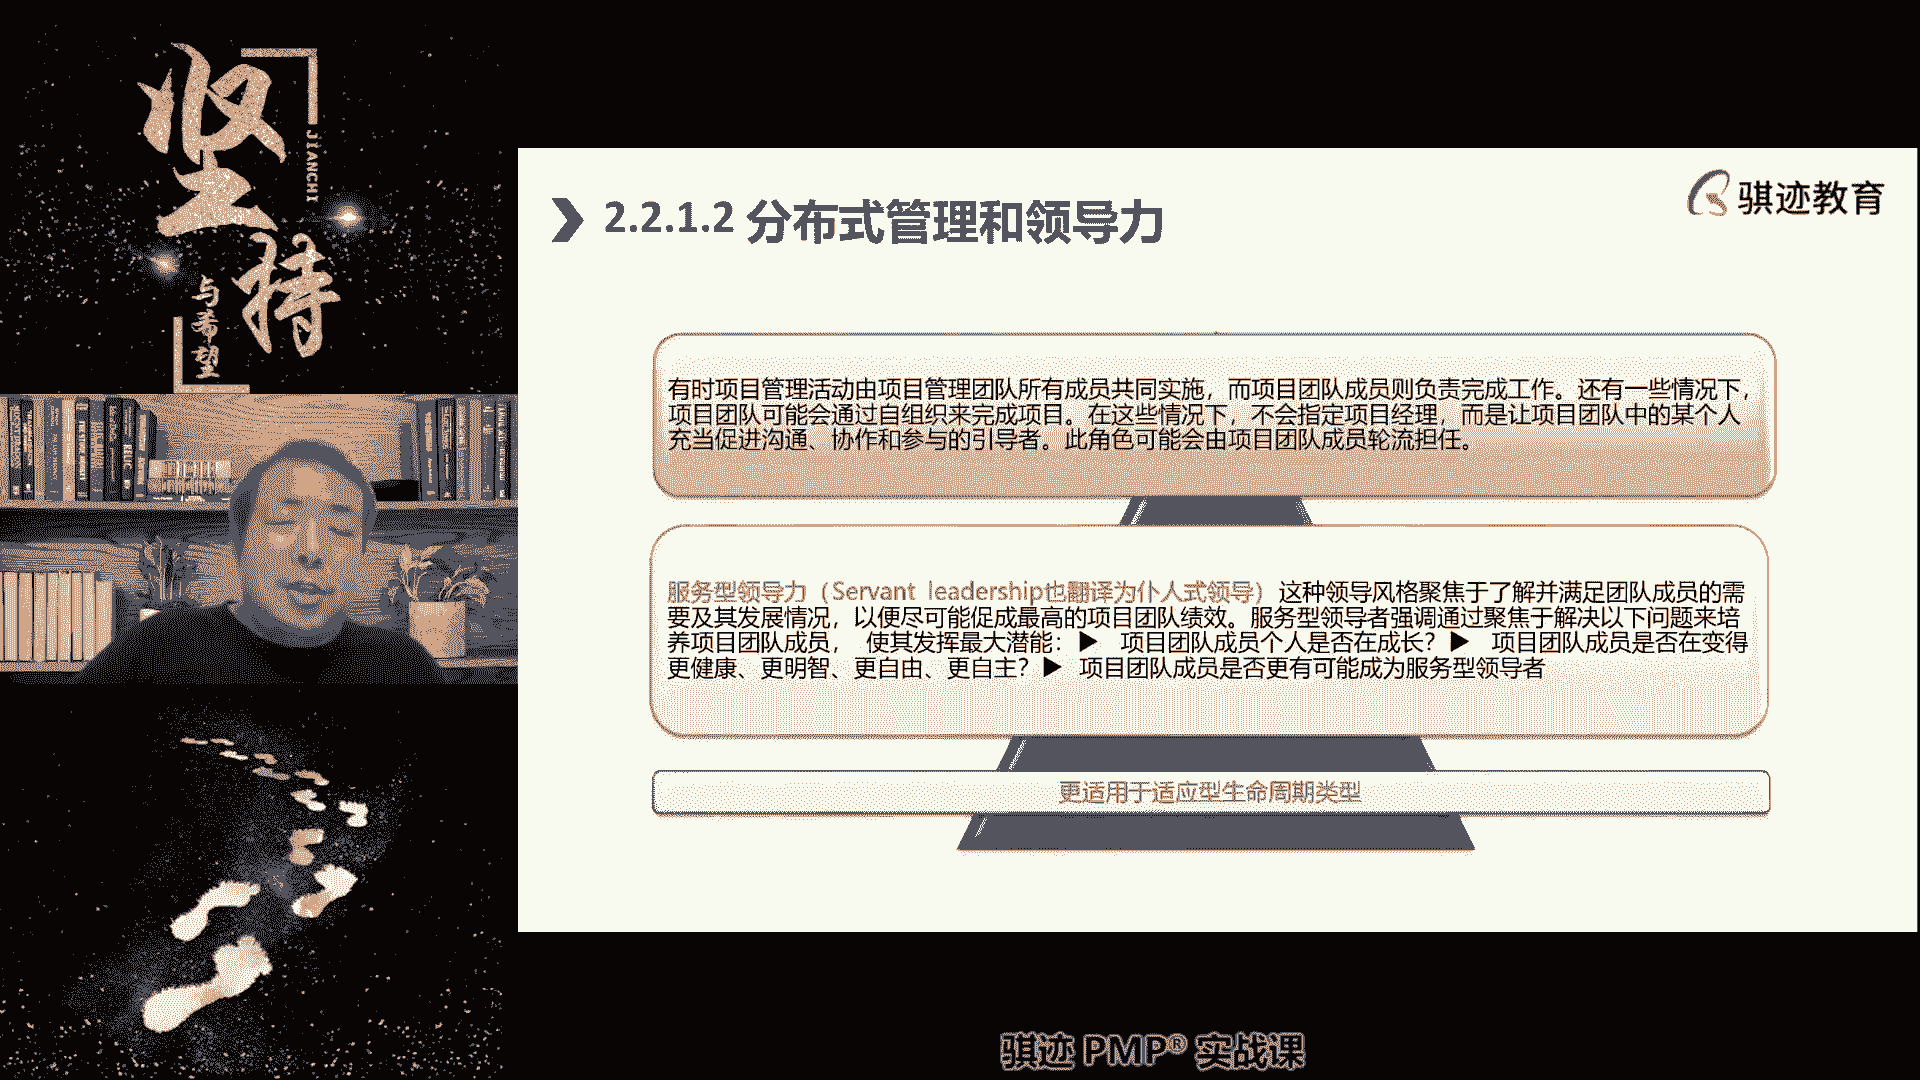 坚持
JIANCHI
与希望
骐迹教育
2.2.1.2 分布式管理和领导力
有时项目管理活动由项目管理团队所有成员共同实施，而项目团队成员则负责完成工作。还有一些情况下，
项目团队可能会通过自组织来完成项目。在这些情况下，不会指定项目经理，而是让项目团队中的某个人
充当促进沟通、协作和参与的引导者。此角色可能会由项目团队成员轮流担任。
服务型领导力（Servant leadership也翻译为仆人式领导）这种领导风格聚焦于了解并满足团队成员的需
要及其发展情况，以便尽可能促成最高的项目团队绩效。服务型领导者强调通过聚焦于解决以下问题来培
养项目团队成员， 使其发挥最大潜能：▶ 项目团队成员个人是否在成长？▶ 项目团队成员是否在变得
更健康、更明智、更自由、更自主？▶ 项目团队成员是否更有可能成为服务型领导者
更适用于适应型生命周期类型
骐迹 PMP® 实战课